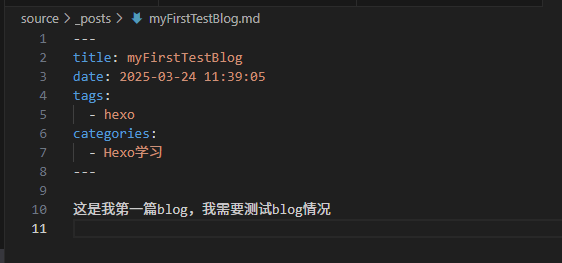 source > _posts > myFirstTestBlog.md
1 ---
2 title: myFirstTestBlog
3 date: 2025-03-24 11:39:05
4 tags:
5 - hexo
6 categories:
7 - Hexo学习
8 ---
9
10 这是我第一篇blog，我需要测试blog情况
11